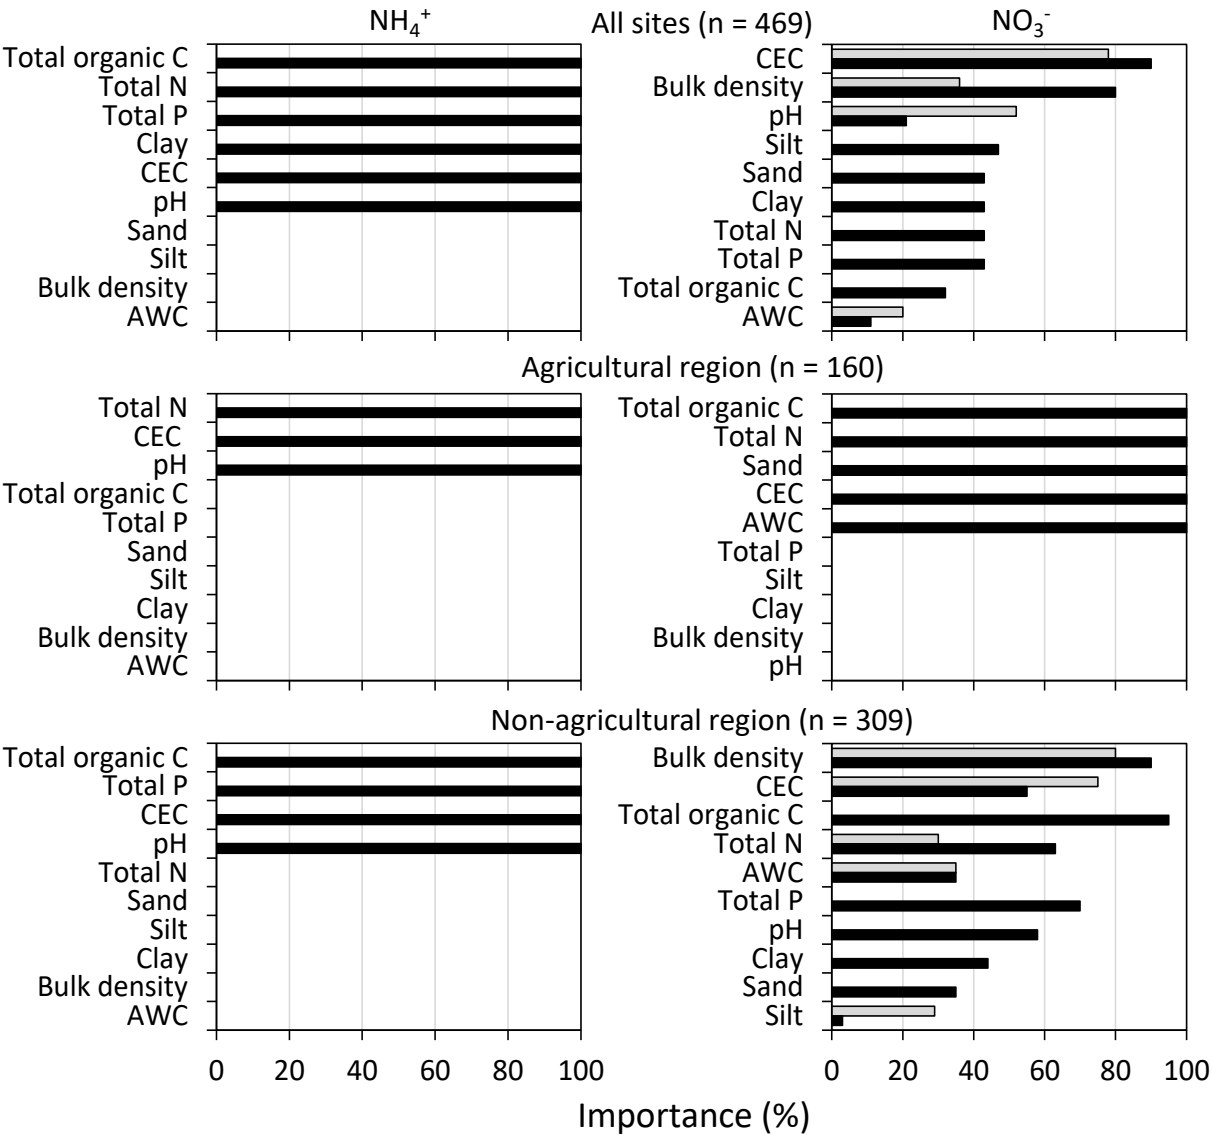 NH₄⁺
All sites (n = 469)
NO₃⁻
Total organic C
Total N
Total P
Clay
CEC
pH
Sand
Silt
Bulk density
AWC
CEC
Bulk density
pH
Silt
Sand
Clay
Total N
Total P
Total organic C
AWC
Agricultural region (n = 160)
Total N
CEC
pH
Total organic C
Total P
Sand
Silt
Clay
Bulk density
AWC
Total organic C
Total N
Sand
CEC
AWC
Total P
Silt
Clay
Bulk density
pH
Non-agricultural region (n = 309)
Total organic C
Total P
CEC
pH
Total N
Sand
Silt
Clay
Bulk density
AWC
Bulk density
CEC
Total organic C
Total N
AWC
Total P
pH
Clay
Sand
Silt
0 20 40 60 80 100
0 20 40 60 80 100
Importance (%)